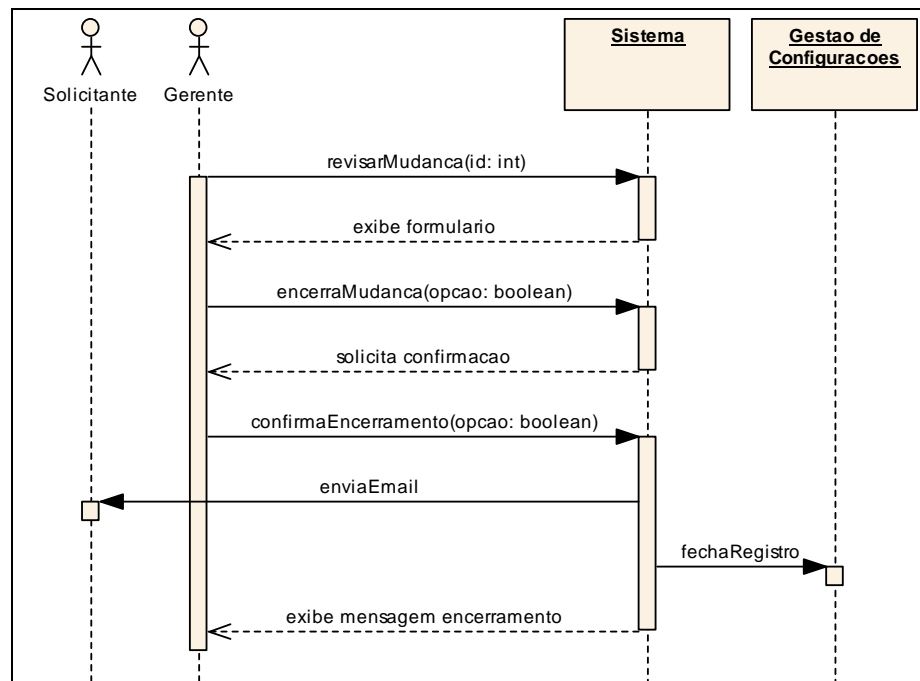 Sistema
Gestao de
Configuracoes
Solicitante
Gerente
revisarMudanca(id: int)
exibe formulario
encerraMudanca(opcao: boolean)
solicita confirmacao
confirmaEncerramento(opcao: boolean)
enviaEmail
fechaRegistro
exibe mensagem encerramento